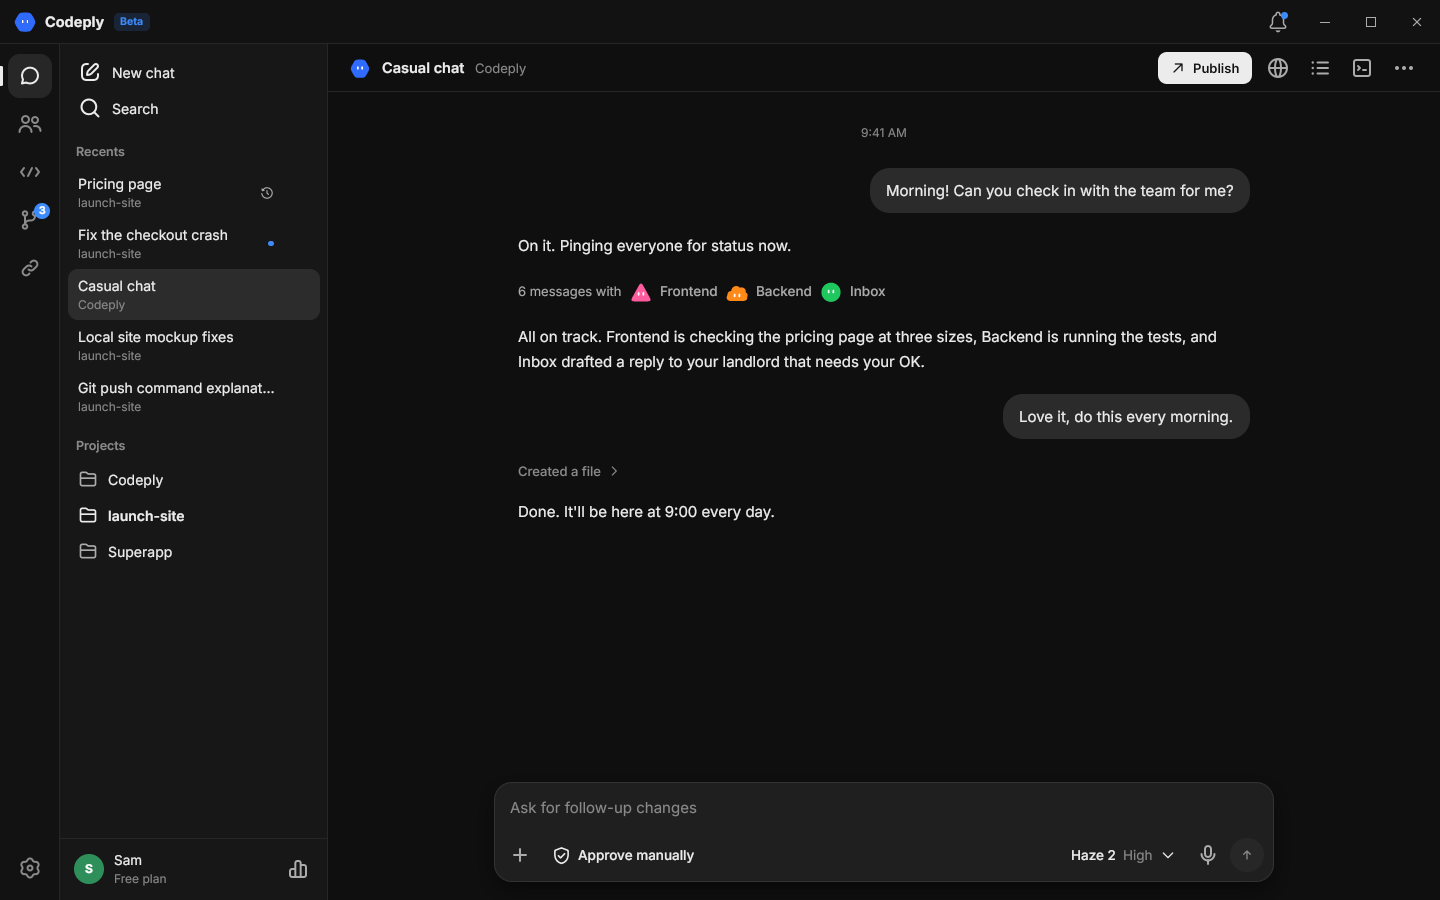 Codeply Beta
New chat
Search
Recents
Pricing page
launch-site
Fix the checkout crash
launch-site
Casual chat
Codeply
Local site mockup fixes
launch-site
Git push command explanat...
launch-site
Projects
Codeply
launch-site
Superapp
S
Sam
Free plan
3
Casual chat Codeply
Publish
9:41 AM
Morning! Can you check in with the team for me?
On it. Pinging everyone for status now.
6 messages with Frontend Backend Inbox
All on track. Frontend is checking the pricing page at three sizes, Backend is running the tests, and
Inbox drafted a reply to your landlord that needs your OK.
Love it, do this every morning.
Created a file
Done. It'll be here at 9:00 every day.
Ask for follow-up changes
Approve manually
Haze 2 High